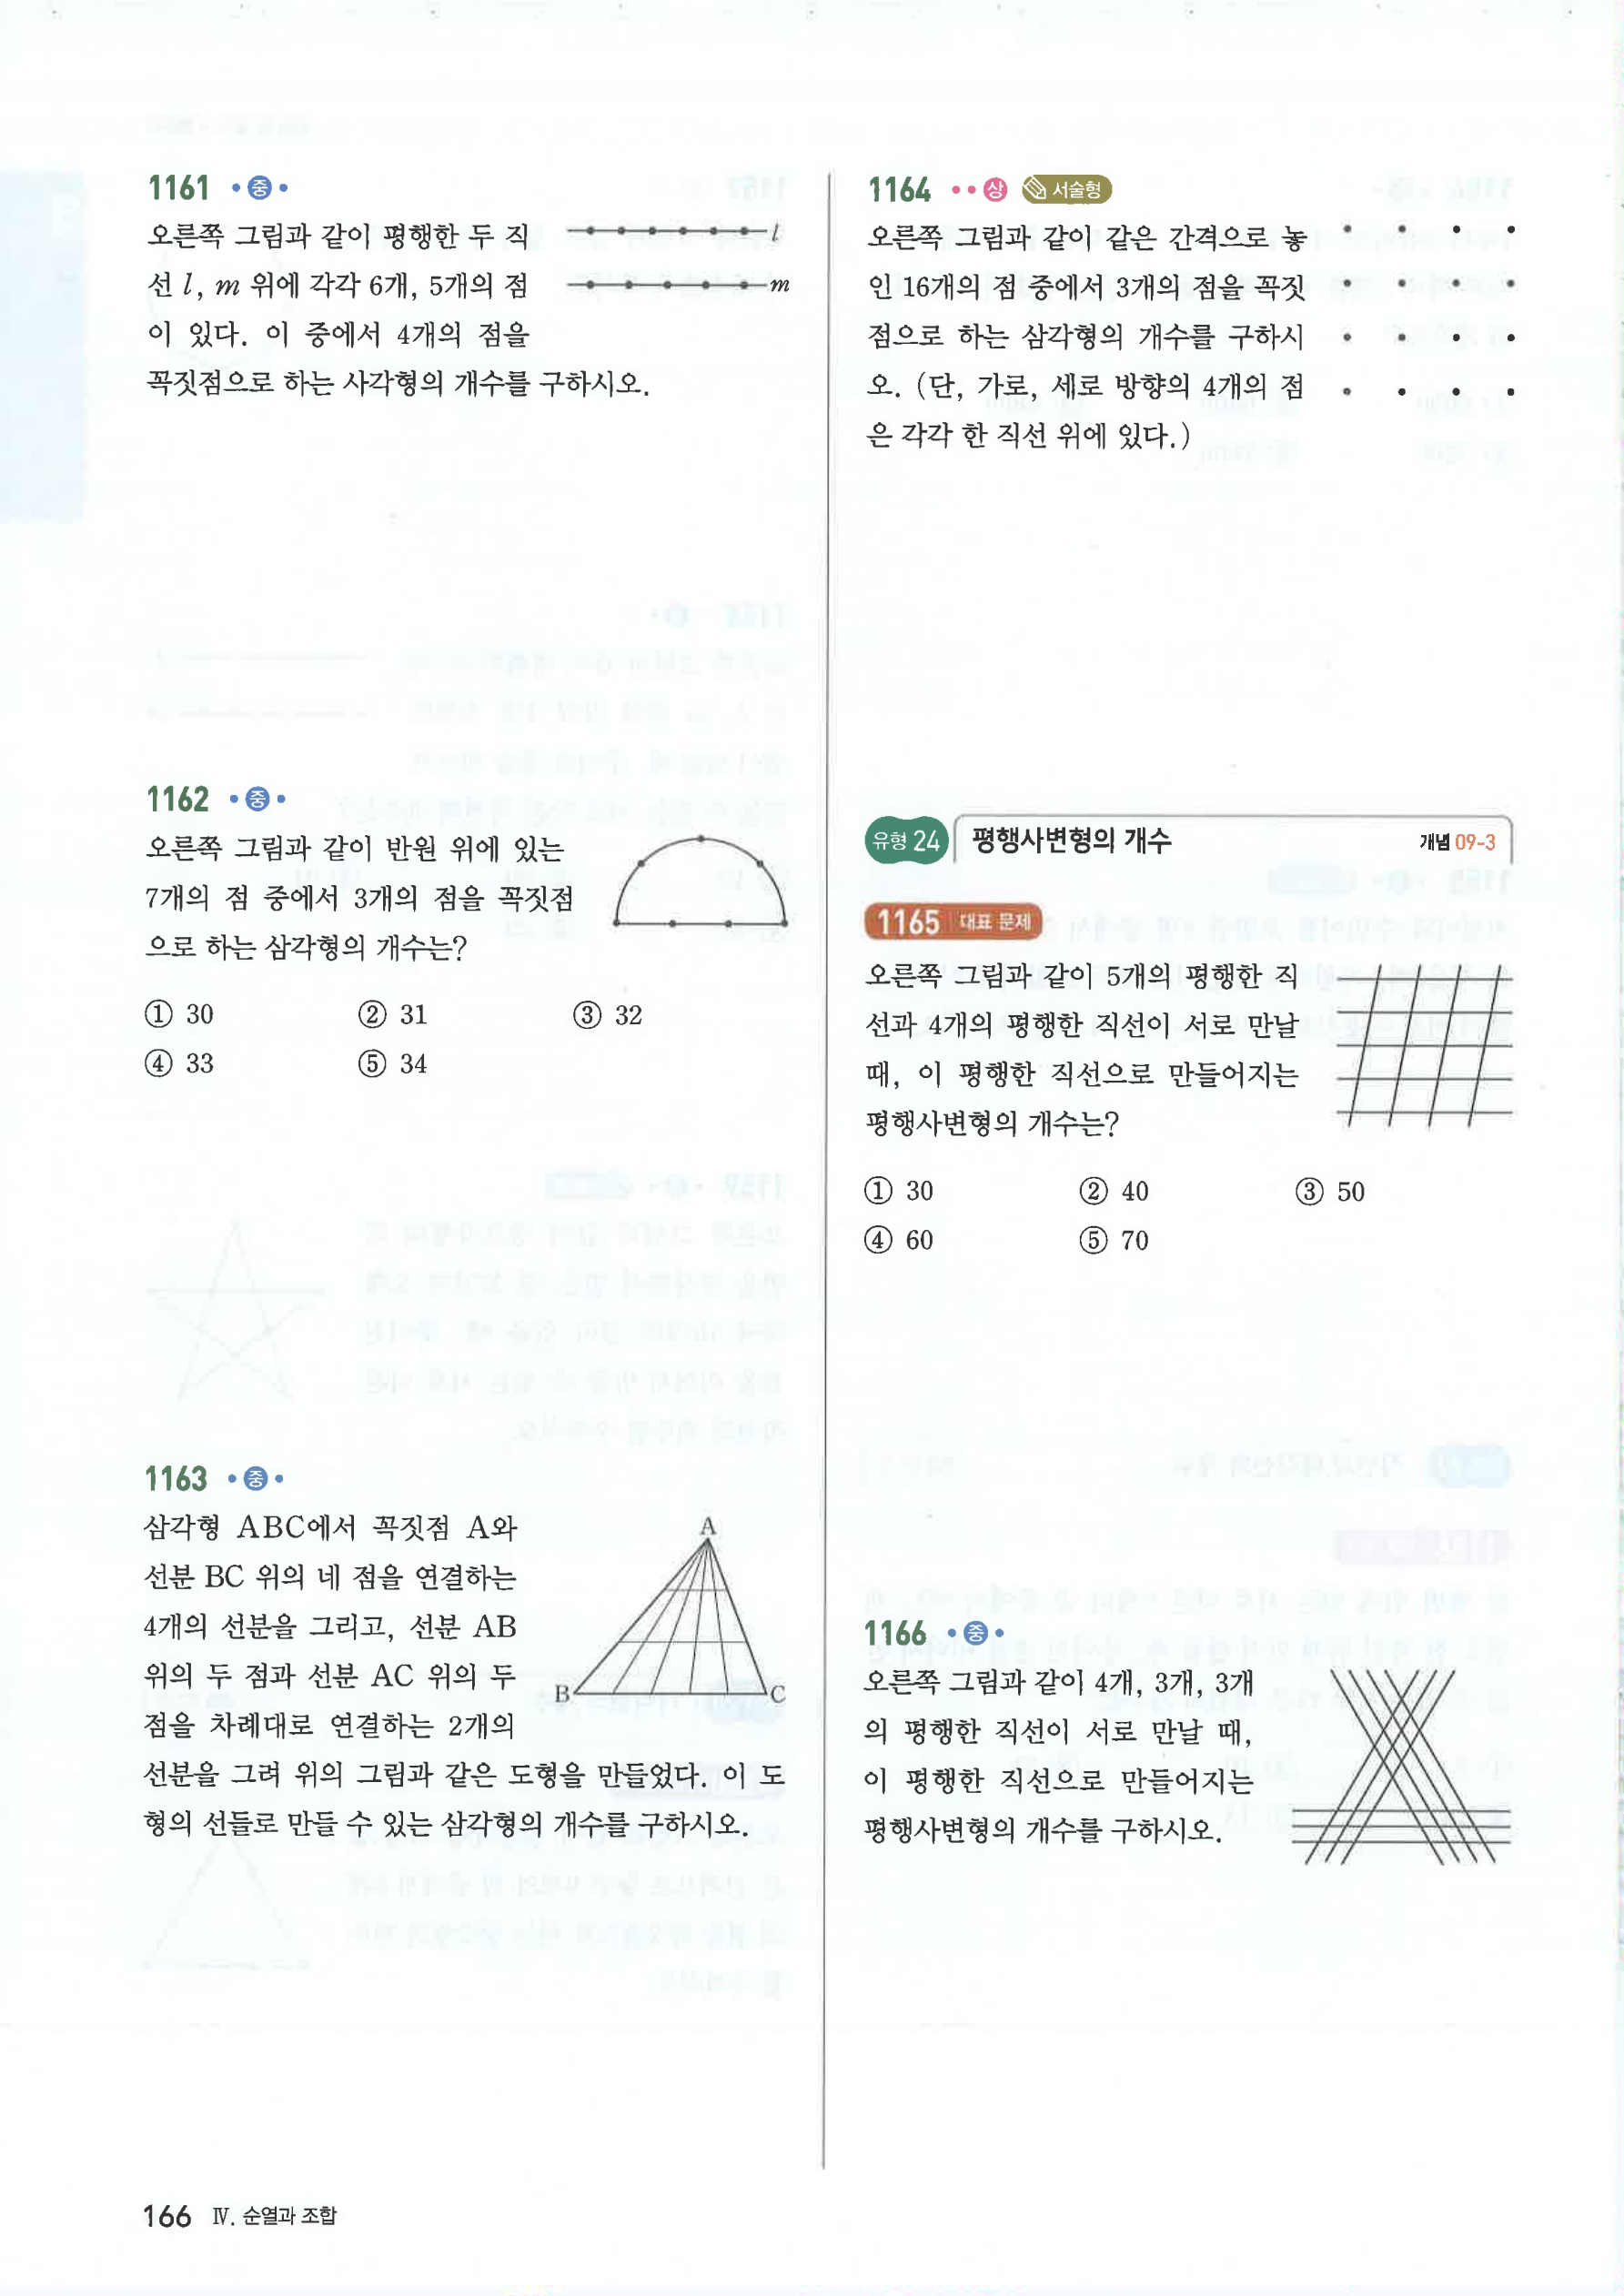 1161 중
오른쪽 그림과 같이 평행한 두 직
선 l, m 위에 각각 6개, 5개의 점
이 있다. 이 중에서 4개의 점을
꼭짓점으로 하는 사각형의 개수를 구하시오.
l
m
1162 중
오른쪽 그림과 같이 반원 위에 있는
7개의 점 중에서 3개의 점을 꼭짓점
으로 하는 삼각형의 개수는?
① 30 ② 31 ③ 32
④ 33 ⑤ 34
1163 중
삼각형 ABC에서 꼭짓점 A와
선분 BC 위의 네 점을 연결하는
4개의 선분을 그리고, 선분 AB
위의 두 점과 선분 AC 위의 두
점을 차례대로 연결하는 2개의
선분을 그려 위의 그림과 같은 도형을 만들었다. 이 도
형의 선들로 만들 수 있는 삼각형의 개수를 구하시오.
A
B C
1164 상 서술형
오른쪽 그림과 같이 같은 간격으로 놓
인 16개의 점 중에서 3개의 점을 꼭짓
점으로 하는 삼각형의 개수를 구하시
오. (단, 가로, 세로 방향의 4개의 점
은 각각 한 직선 위에 있다.)
유형 24 평행사변형의 개수 개념 09-3
1165 대표 문제
오른쪽 그림과 같이 5개의 평행한 직
선과 4개의 평행한 직선이 서로 만날
때, 이 평행한 직선으로 만들어지는
평행사변형의 개수는?
① 30 ② 40 ③ 50
④ 60 ⑤ 70
1166 중
오른쪽 그림과 같이 4개, 3개, 3개
의 평행한 직선이 서로 만날 때,
이 평행한 직선으로 만들어지는
평행사변형의 개수를 구하시오.
166 Ⅳ. 순열과 조합